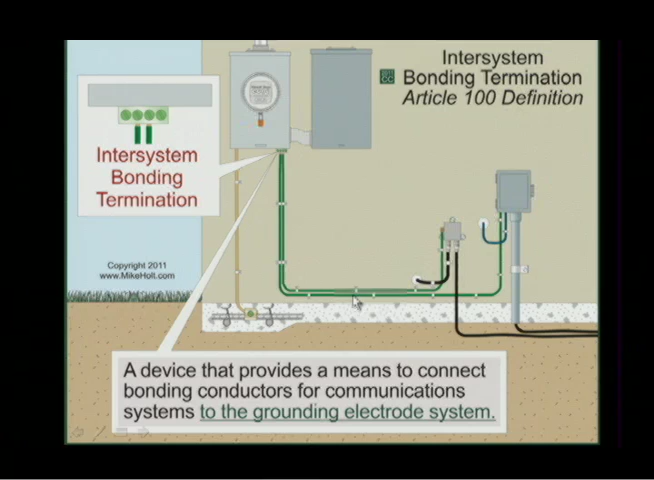 Intersystem
Bonding Termination
Article 100 Definition
Intersystem
Bonding
Termination
Copyright 2011
www.MikeHolt.com
A device that provides a means to connect
bonding conductors for communications
systems to the grounding electrode system.